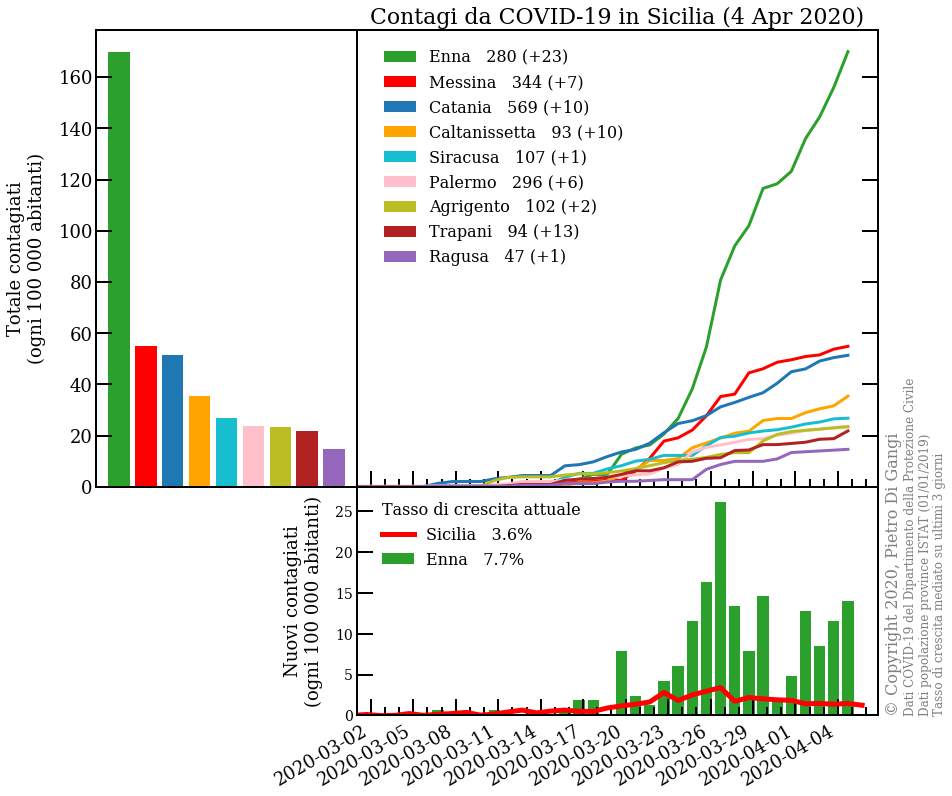 Contagi da COVID-19 in Sicilia (4 Apr 2020)
Totale contagiati
(ogni 100 000 abitanti)
160
140
120
100
80
60
40
20
0
Enna 280 (+23)
Messina 344 (+7)
Catania 569 (+10)
Caltanissetta 93 (+10)
Siracusa 107 (+1)
Palermo 296 (+6)
Agrigento 102 (+2)
Trapani 94 (+13)
Ragusa 47 (+1)
Nuovi contagiati
(ogni 100 000 abitanti)
25
20
15
10
5
0
Tasso di crescita attuale
Sicilia 3.6%
Enna 7.7%
2020-03-02
2020-03-05
2020-03-08
2020-03-11
2020-03-14
2020-03-17
2020-03-20
2020-03-23
2020-03-26
2020-03-29
2020-04-01
2020-04-04
© Copyright 2020, Pietro Di Gangi
Dati COVID-19 del Dipartimento della Protezione Civile
Dati popolazione province ISTAT (01/01/2019)
Tasso di crescita mediato su ultimi 3 giorni